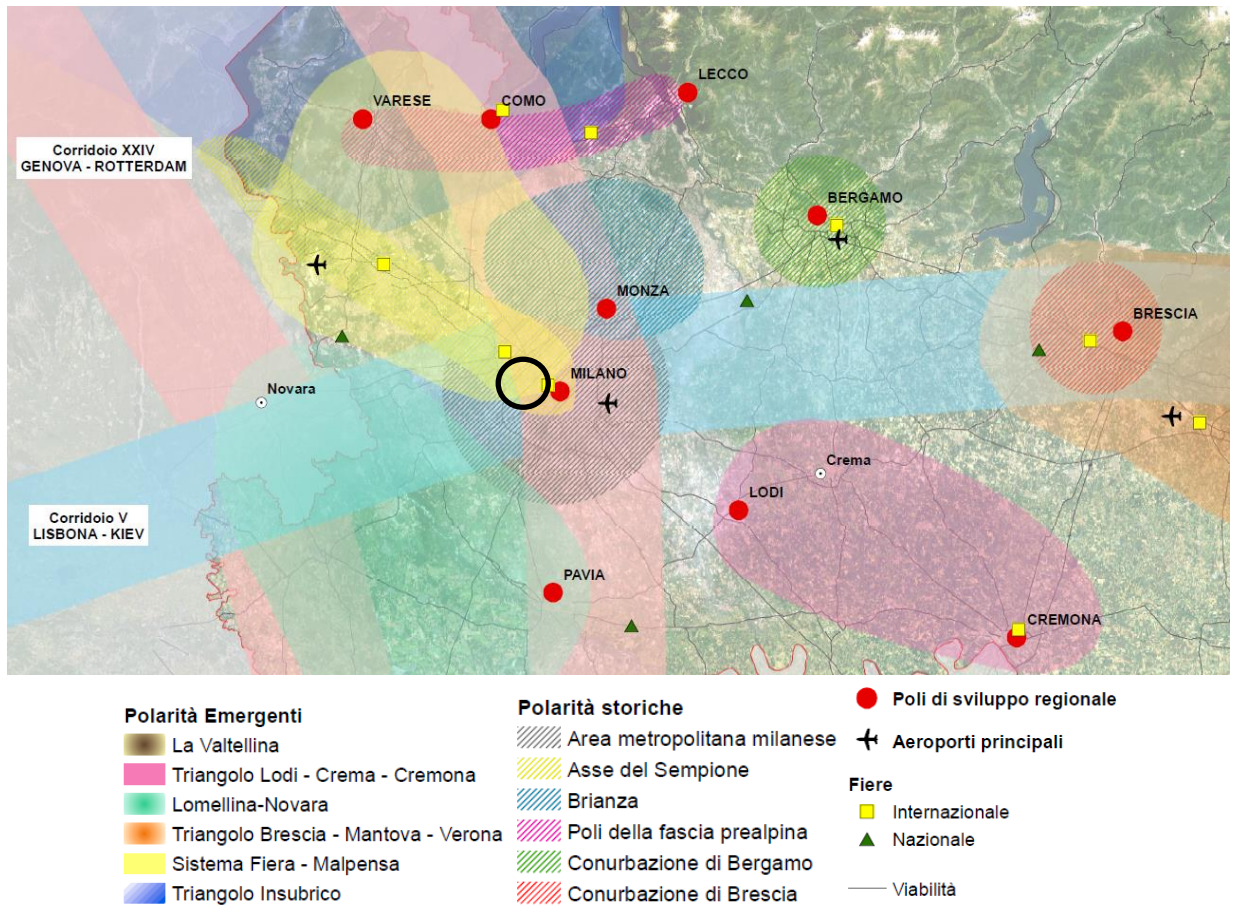 LECCO
VARESE
COMO
Corridoio XXIV
GENOVA - ROTTERDAM
BERGAMO
MONZA
BRESCIA
MILANO
Novara
Crema
LODI
Corridoio V
LISBONA - KIEV
PAVIA
CREMONA
Polarità Emergenti
La Valtellina
Triangolo Lodi - Crema - Cremona
Lomellina-Novara
Triangolo Brescia - Mantova - Verona
Sistema Fiera - Malpensa
Triangolo Insubrico
Polarità storiche
Area metropolitana milanese
Asse del Sempione
Brianza
Poli della fascia prealpina
Conurbazione di Bergamo
Conurbazione di Brescia
Poli di sviluppo regionale
Aeroporti principali
Fiere
Internazionale
Nazionale
Viabilità